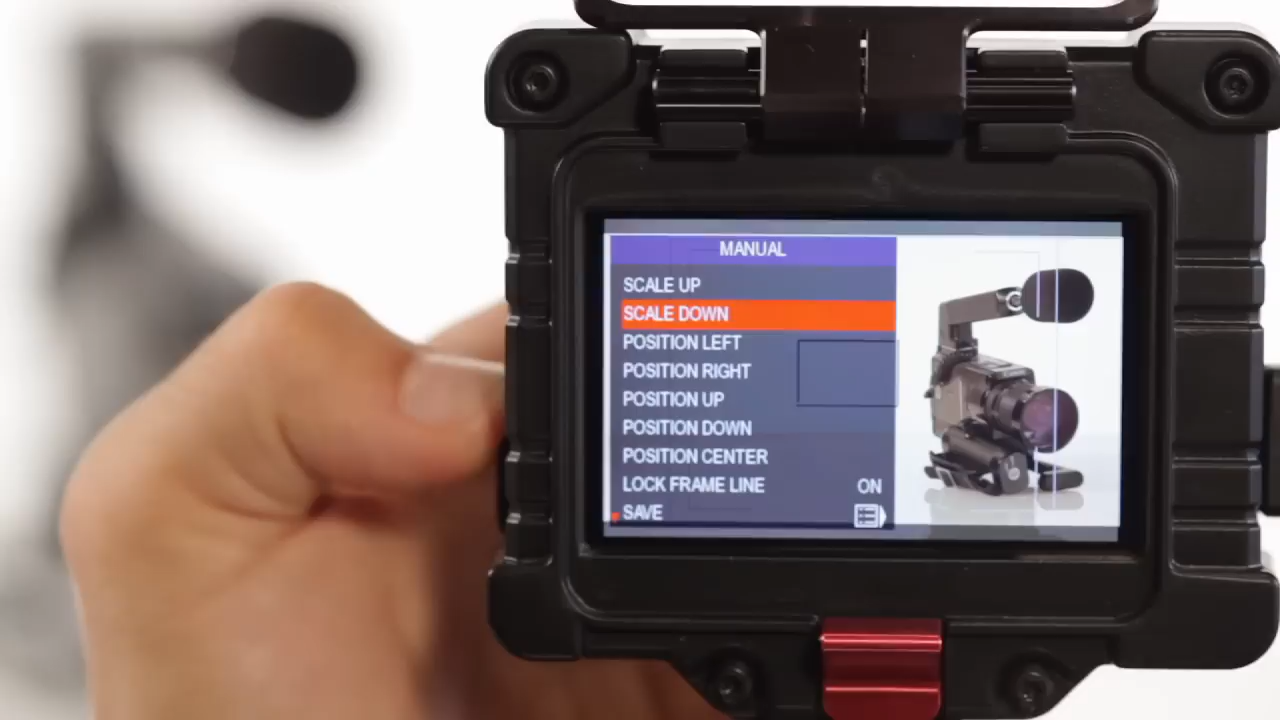 MANUAL
SCALE UP
SCALE DOWN
POSITION LEFT
POSITION RIGHT
POSITION UP
POSITION DOWN
POSITION CENTER
LOCK FRAME LINE ON
SAVE